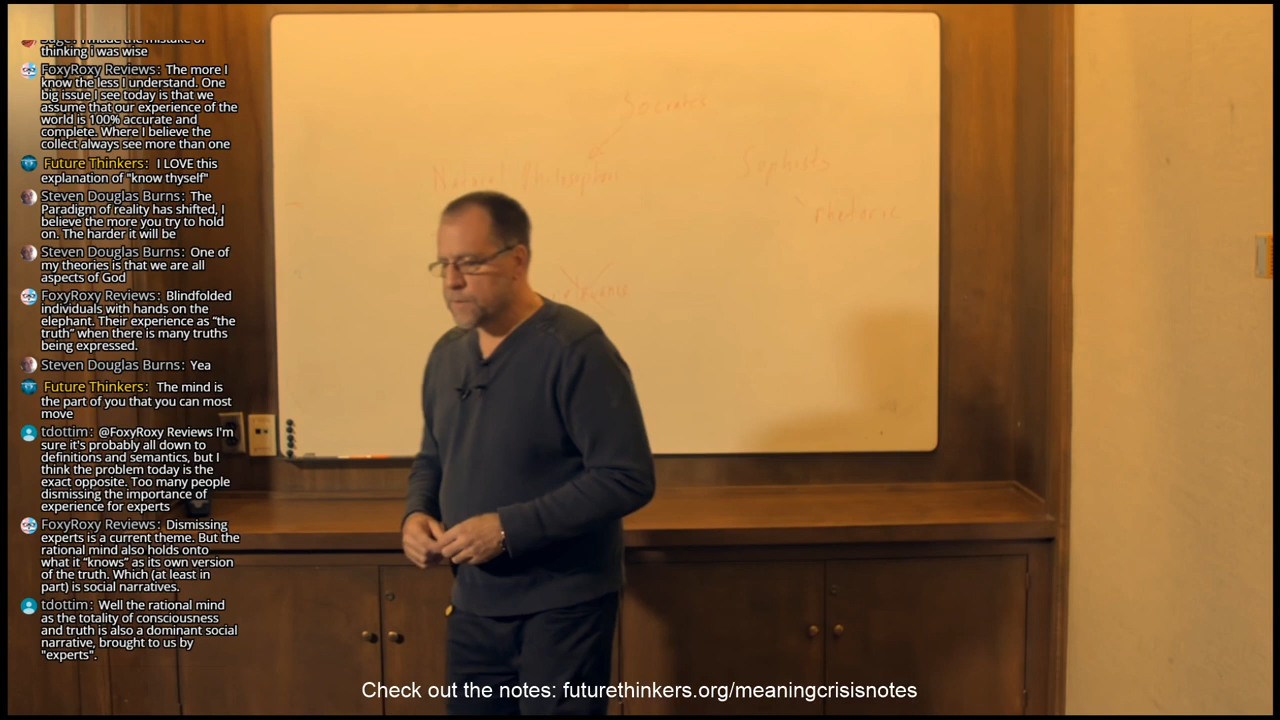 Sage: I made the mistake of
thinking i was wise
FoxyRoxy Reviews: The more I
know the less I understand. One
big issue I see today is that we
assume that our experience of the
world is 100% accurate and
complete. Where I believe the
collect always see more than one
Future Thinkers: I LOVE this
explanation of "know thyself"
Steven Douglas Burns: The
Paradigm of reality has shifted, I
believe the more you try to hold
on. The harder it will be
Steven Douglas Burns: One of
my theories is that we are all
aspects of God
FoxyRoxy Reviews: Blindfolded
individuals with hands on the
elephant. Their experience as "the
truth" when there is many truths
being expressed.
Steven Douglas Burns: Yea
Future Thinkers: The mind is
the part of you that you can most
move
tdottim: @FoxyRoxy Reviews I'm
sure it's probably all down to
definitions and semantics, but I
think the problem today is the
exact opposite. Too many people
dismissing the importance of
experience for experts
FoxyRoxy Reviews: Dismissing
experts is a current theme. But the
rational mind also holds onto
what it "knows" as its own version
of the truth. Which (at least in
part) is social narratives.
tdottim: Well the rational mind
as the totality of consciousness
and truth is also a dominant social
narrative, brought to us by
"experts".
Socrates
Sophists
Natural
rhetoric
Check out the notes: futurethinkers.org/meaningcrisisnotes